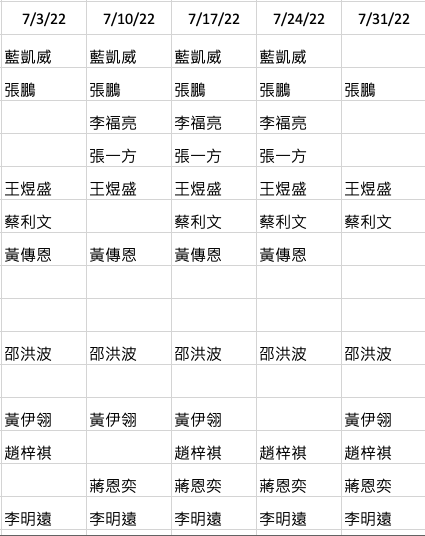 7/3/22 7/10/22 7/17/22 7/24/22 7/31/22
藍凱威 藍凱威 藍凱威 藍凱威
張鵬 張鵬 張鵬 張鵬 張鵬
李福亮 李福亮 李福亮
張一方 張一方 張一方
王煜盛 王煜盛 王煜盛 王煜盛 王煜盛
蔡利文 蔡利文 蔡利文 蔡利文
黃傳恩 黃傳恩 黃傳恩 黃傳恩
邵洪波 邵洪波 邵洪波 邵洪波 邵洪波
黃伊翎 黃伊翎 黃伊翎 黃伊翎
趙梓祺 趙梓祺 趙梓祺 趙梓祺
蔣恩奕 蔣恩奕 蔣恩奕 蔣恩奕
李明遠 李明遠 李明遠 李明遠 李明遠